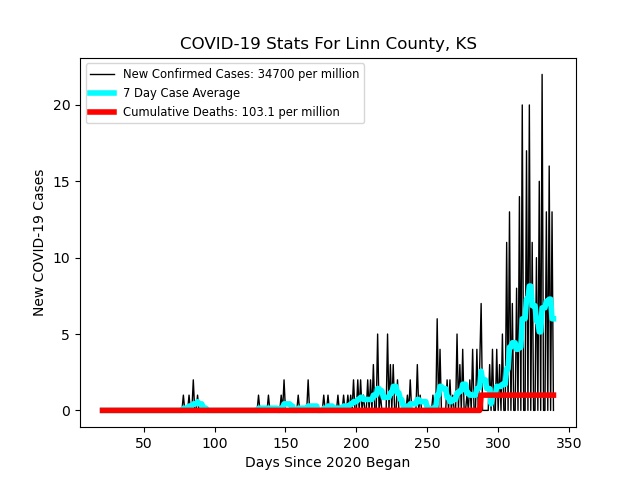 COVID-19 Stats For Linn County, KS
New Confirmed Cases: 34700 per million
7 Day Case Average
Cumulative Deaths: 103.1 per million
New COVID-19 Cases
20
15
10
5
0
50
100
150
200
250
300
350
Days Since 2020 Began